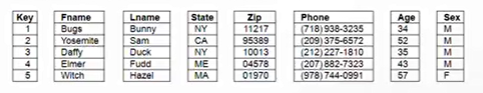 Key Fname Lname State Zip Phone Age Sex
1 Bugs Bunny NY 11217 (718) 938-3235 34 M
2 Yosemite Sam CA 95389 (209) 375-6572 52 M
3 Daffy Duck NY 10013 (212) 227-1810 35 M
4 Elmer Fudd ME 04578 (207) 882-7323 43 M
5 Witch Hazel MA 01970 (978) 744-0991 57 F